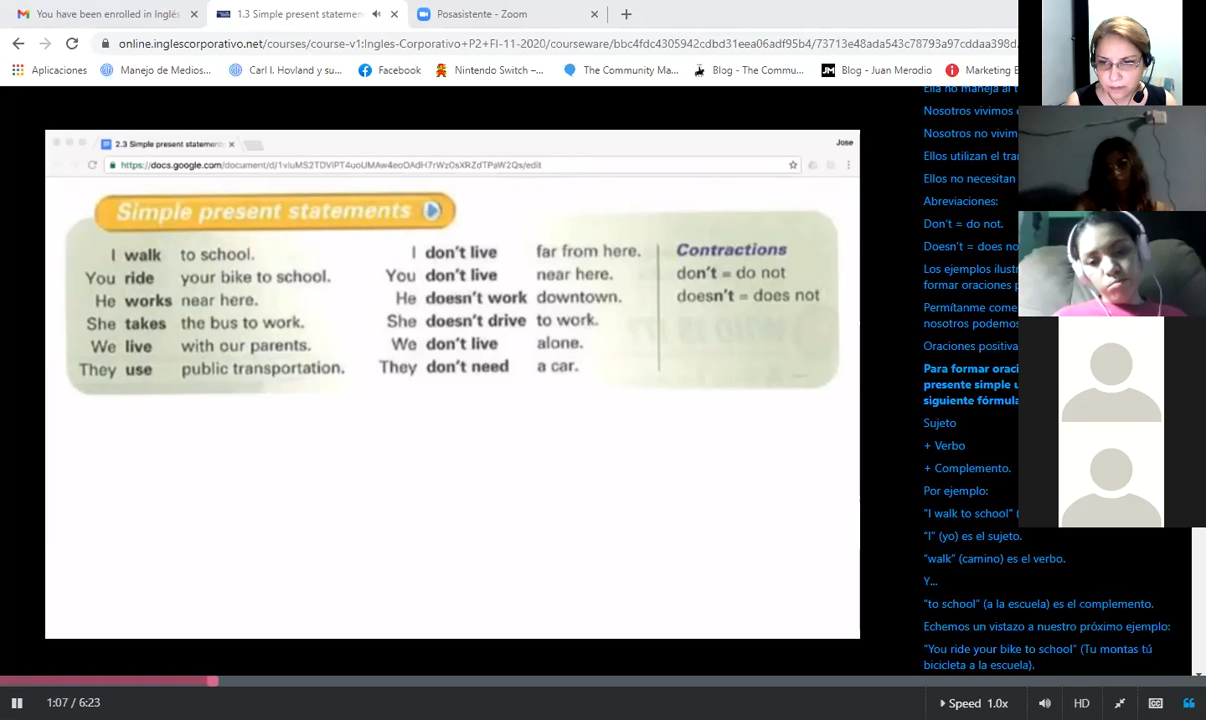 You have been enrolled in Inglés
1.3 Simple present statement
Posasistente - Zoom
online.inglescorporativo.net/courses/course-v1:Ingles-Corporativo+P2+FI-11-2020/courseware/bbc4fdc4305942cdbd31eea06adf95b4/73713e48ada543c78793a97cddaa398d
Aplicaciones
Manejo de Medios...
Carl I. Hovland y su...
Facebook
Nintendo Switch –...
The Community Ma...
Blog - The Commu...
JM Blog - Juan Merodio
Marketing E
2.3 Simple present statement
Jose
Simple present statements
I walk to school.
You ride your bike to school.
He works near here.
She takes the bus to work.
We live with our parents.
They use public transportation.
I don't live far from here.
You don't live near here.
He doesn't work downtown.
She doesn't drive to work.
We don't live alone.
They don't need a car.
Contractions
don't = do not
doesn't = does not
Ella no maneja al t
Nosotros vivimos
Nosotros no vivim
Ellos utilizan el tra
Ellos no necesitan
Abreviaciones:
Don't = do not.
Doesn't = does no
Los ejemplos ilust
formar oraciones p
Permítanme come
nosotros podemos
Oraciones positiva
Para formar oraci
presente simple u
siguiente fórmula
Sujeto
+ Verbo
+ Complemento.
Por ejemplo:
"I walk to school" (
"I" (yo) es el sujeto.
"walk" (camino) es el verbo.
Y...
"to school" (a la escuela) es el complemento.
Echemos un vistazo a nuestro próximo ejemplo:
"You ride your bike to school" (Tu montas tú
bicicleta a la escuela).
1:07 / 6:23
Speed 1.0x
HD
CC